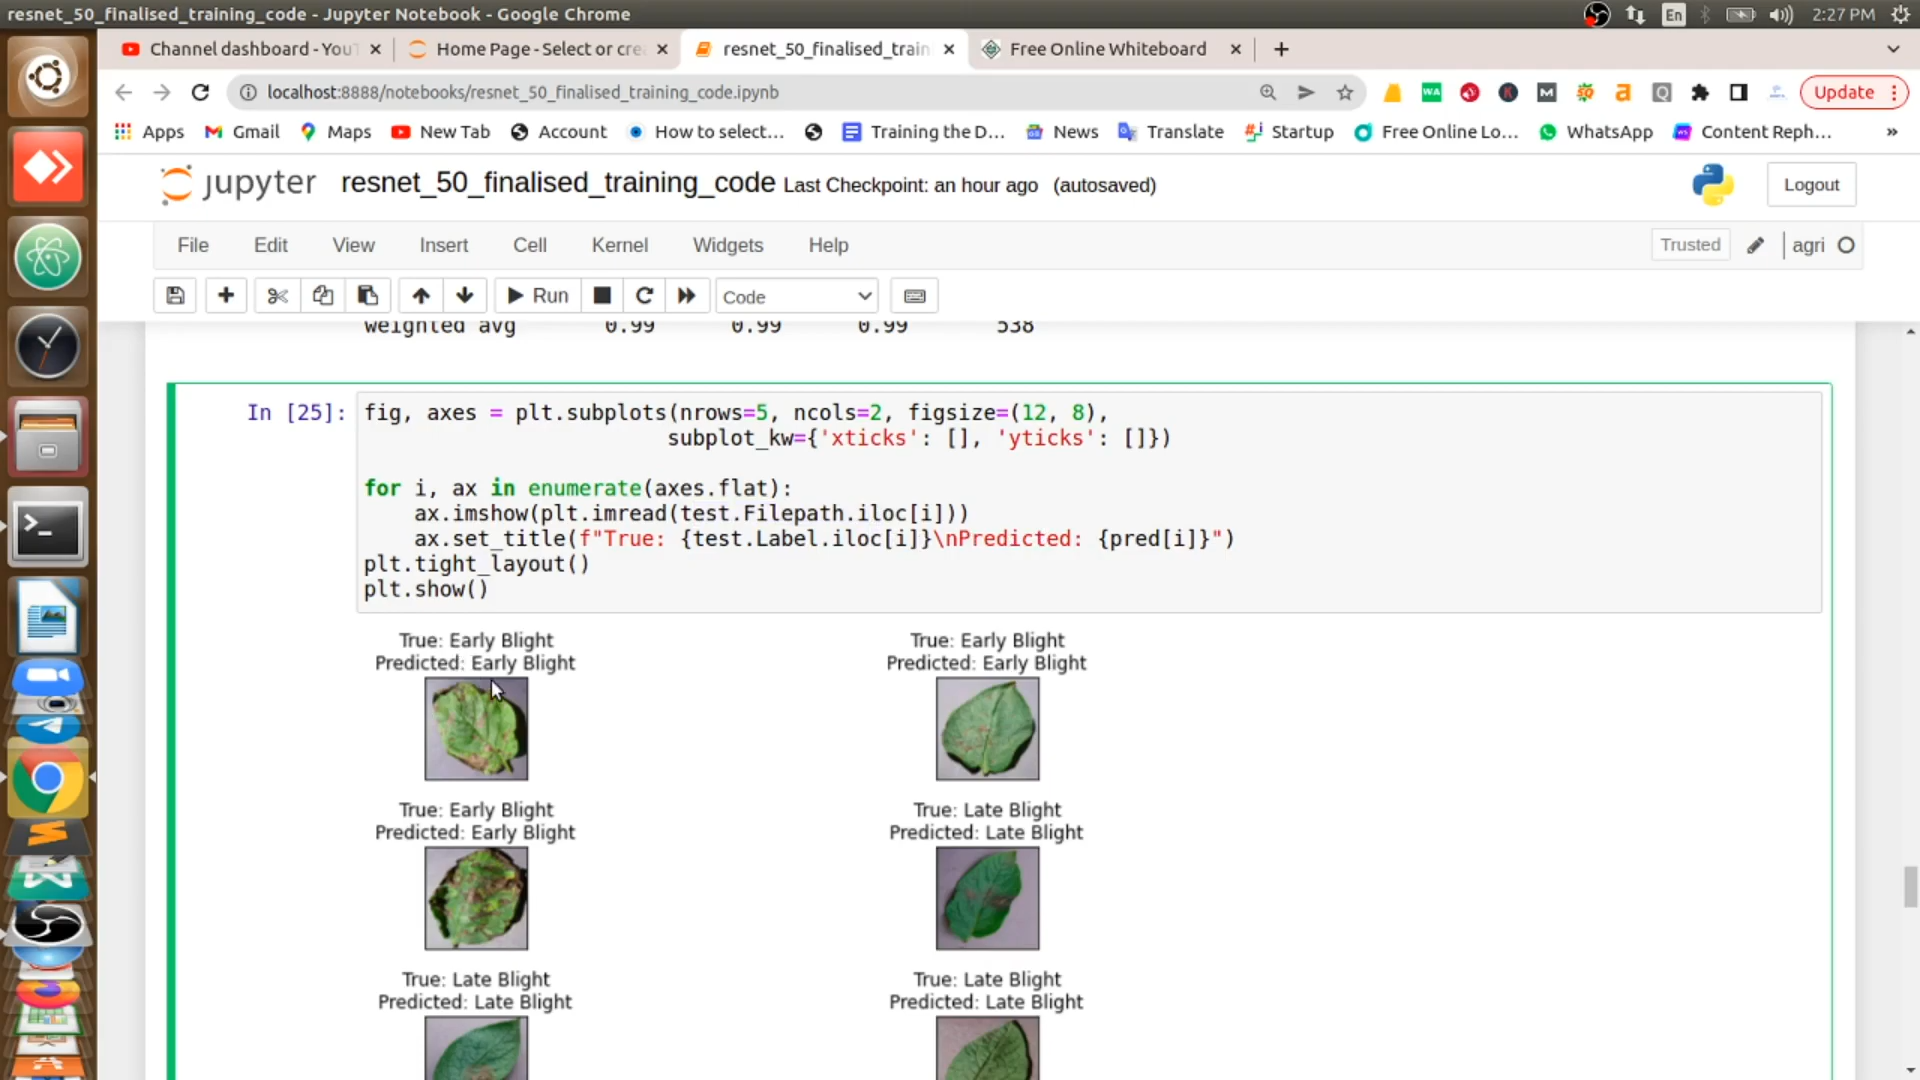 resnet_50_finalised_training_code - Jupyter Notebook - Google Chrome
En
2:27 PM
Channel dashboard - You
Home Page - Select or cre
resnet_50_finalised_train
Free Online Whiteboard
localhost:8888/notebooks/resnet_50_finalised_training_code.ipynb
Update
Apps
Gmail
Maps
New Tab
Account
How to select...
Training the D...
News
Translate
Startup
Free Online Lo...
WhatsApp
Content Reph...
»
jupyter
resnet_50_finalised_training_code Last Checkpoint: an hour ago (autosaved)
Logout
File Edit View Insert Cell Kernel Widgets Help
Trusted
agri
Run
Code
weighted avg 0.99 0.99 0.99 538
In [25]:
fig, axes = plt.subplots(nrows=5, ncols=2, figsize=(12, 8),
subplot_kw={'xticks': [], 'yticks': []})
for i, ax in enumerate(axes.flat):
ax.imshow(plt.imread(test.Filepath.iloc[i]))
ax.set_title(f"True: {test.Label.iloc[i]}\nPredicted: {pred[i]}")
plt.tight_layout()
plt.show()
True: Early Blight
Predicted: Early Blight
True: Early Blight
Predicted: Early Blight
True: Early Blight
Predicted: Early Blight
True: Late Blight
Predicted: Late Blight
True: Late Blight
Predicted: Late Blight
True: Late Blight
Predicted: Late Blight